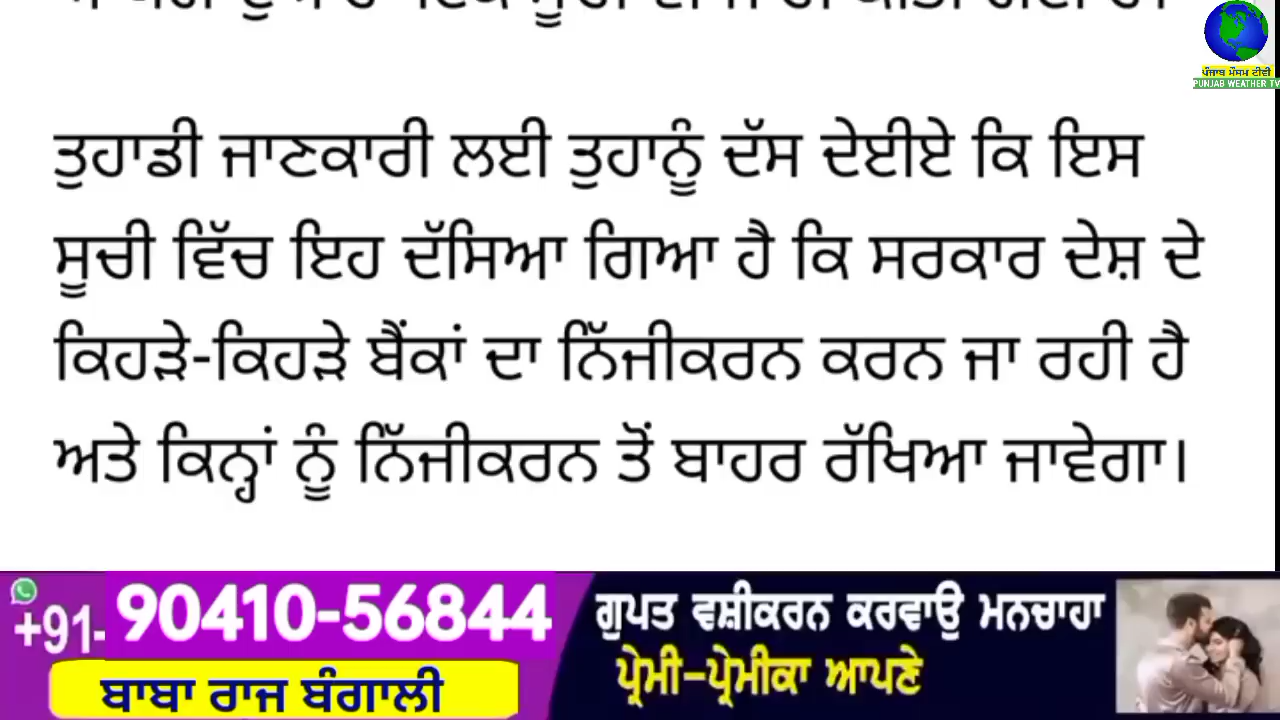 ਪੰਜਾਬ ਮੌਸਮ ਟੀਵੀ
PUNJAB WEATHER TV
ਤੁਹਾਡੀ ਜਾਣਕਾਰੀ ਲਈ ਤੁਹਾਨੂੰ ਦੱਸ ਦੇਈਏ ਕਿ ਇਸ
ਸੂਚੀ ਵਿੱਚ ਇਹ ਦੱਸਿਆ ਗਿਆ ਹੈ ਕਿ ਸਰਕਾਰ ਦੇਸ਼ ਦੇ
ਕਿਹੜੇ-ਕਿਹੜੇ ਬੈਂਕਾਂ ਦਾ ਨਿੱਜੀਕਰਨ ਕਰਨ ਜਾ ਰਹੀ ਹੈ
ਅਤੇ ਕਿਨ੍ਹਾਂ ਨੂੰ ਨਿੱਜੀਕਰਨ ਤੋਂ ਬਾਹਰ ਰੱਖਿਆ ਜਾਵੇਗਾ।
+91- 90410-56844
ਬਾਬਾ ਰਾਜ ਬੰਗਾਲੀ
ਗੁਪਤ ਵਸ਼ੀਕਰਨ ਕਰਵਾਉ ਮਨਚਾਹਾ
ਪ੍ਰੇਮੀ-ਪ੍ਰੇਮੀਕਾ ਆਪਣੇ